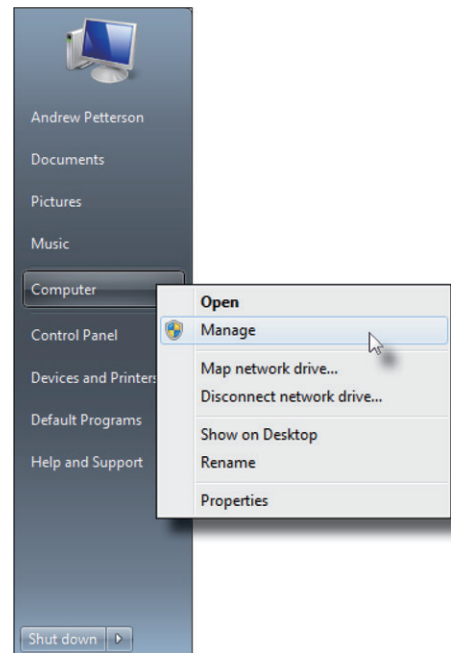 Andrew Petterson
Documents
Pictures
Music
Computer
Control Panel
Devices and Printers
Default Programs
Help and Support
Shut down
Open
Manage
Map network drive...
Disconnect network drive...
Show on Desktop
Rename
Properties